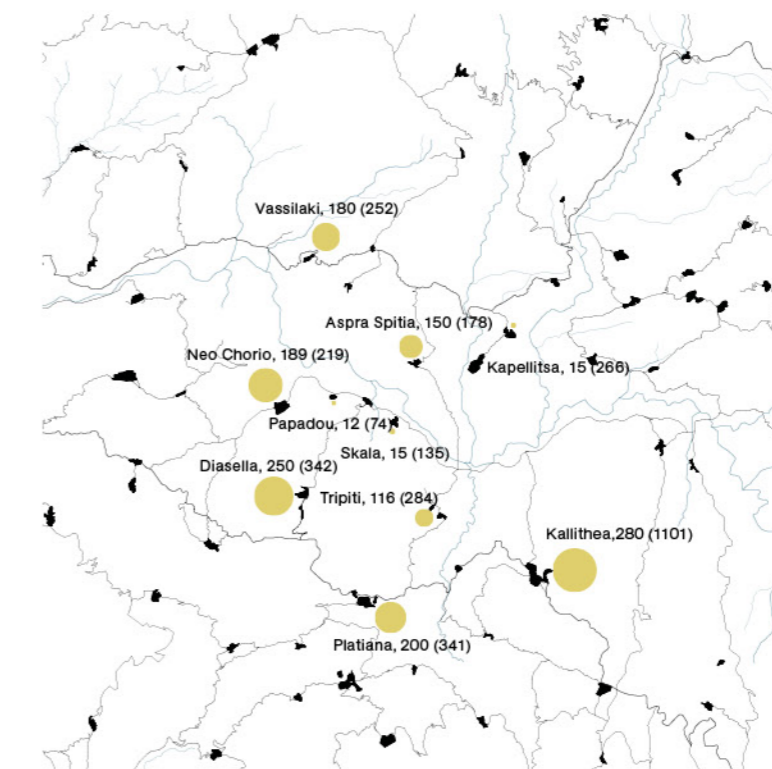 Vassilaki, 180 (252)
Aspra Spitia, 150 (178)
Neo Chorio, 189 (219)
Kapellitsa, 15 (266)
Papadou, 12 (74)
Skala, 15 (135)
Diasella, 250 (342)
Tripiti, 116 (284)
Kallithea,280 (1101)
Platiana, 200 (341)